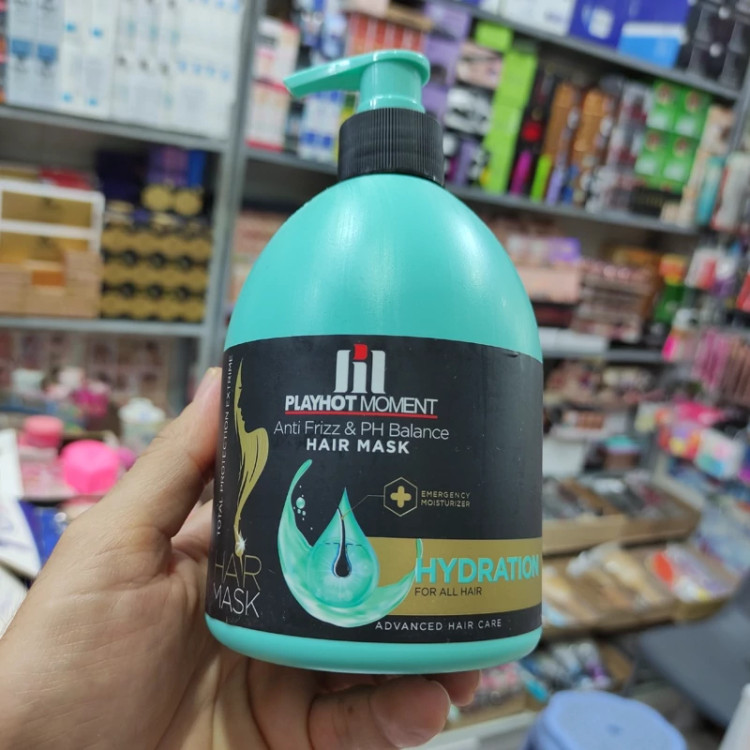 PLAYHOT MOMENT
Anti Frizz & PH Balance
HAIR MASK
EMERGENCY
MOISTURIZER
HYDRATION
FOR ALL HAIR
ADVANCED HAIR CARE
TOTAL PROTECTION EXTRIME
HAIR
MASK